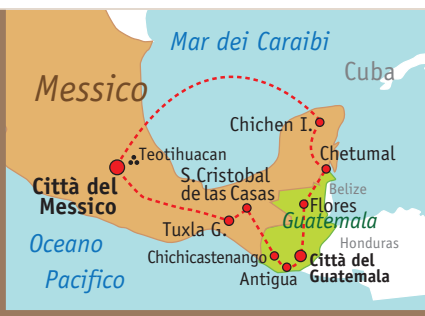 Mar dei Caraibi
Cuba
Messico
Chichen I.
Teotihuacan
Chetumal
S.Cristobal
de las Casas
Città del
Messico
Belize
Flores
Guatemala
Tuxla G.
Oceano
Pacifico
Honduras
Chichicastenango
Città del
Guatemala
Antigua